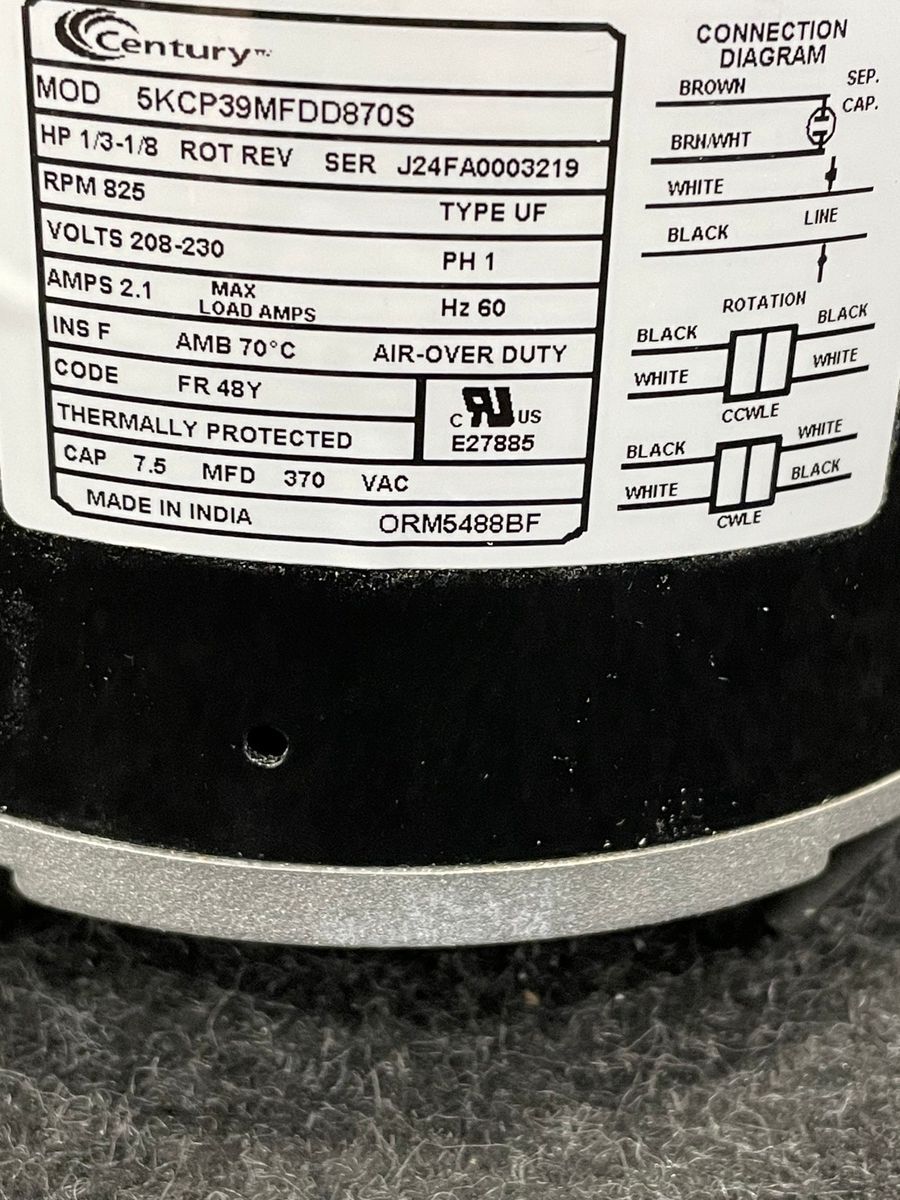 Century™
MOD 5KCP39MFDD870S
HP 1/3-1/8 ROT REV SER J24FA0003219
RPM 825 TYPE UF
VOLTS 208-230 PH 1
AMPS 2.1 MAX LOAD AMPS Hz 60
INS F AMB 70°C AIR-OVER DUTY
CODE FR 48Y
THERMALLY PROTECTED
C RU US
E27885
CAP 7.5 MFD 370 VAC
MADE IN INDIA ORM5488BF
CONNECTION
DIAGRAM
BROWN SEP.
CAP.
BRN/WHT
WHITE
LINE
BLACK
ROTATION
BLACK BLACK
WHITE WHITE
CCWLE
BLACK WHITE
WHITE BLACK
CWLE